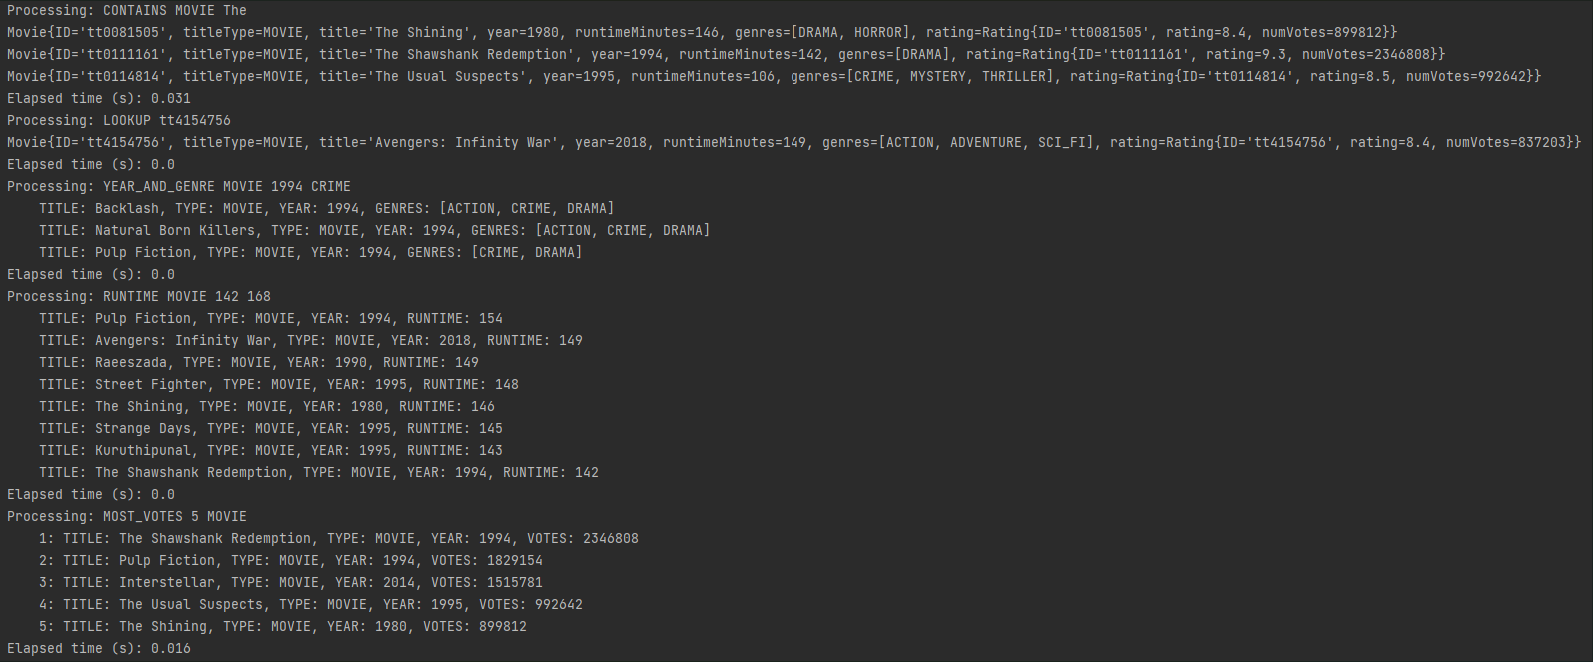 Processing: CONTAINS MOVIE The
Movie{ID='tt0081505', titleType=MOVIE, title='The Shining', year=1980, runtimeMinutes=146, genres=[DRAMA, HORROR], rating=Rating{ID='tt0081505', rating=8.4, numVotes=899812}}
Movie{ID='tt0111161', titleType=MOVIE, title='The Shawshank Redemption', year=1994, runtimeMinutes=142, genres=[DRAMA], rating=Rating{ID='tt0111161', rating=9.3, numVotes=2346808}}
Movie{ID='tt0114814', titleType=MOVIE, title='The Usual Suspects', year=1995, runtimeMinutes=106, genres=[CRIME, MYSTERY, THRILLER], rating=Rating{ID='tt0114814', rating=8.5, numVotes=992642}}
Elapsed time (s): 0.031
Processing: LOOKUP tt4154756
Movie{ID='tt4154756', titleType=MOVIE, title='Avengers: Infinity War', year=2018, runtimeMinutes=149, genres=[ACTION, ADVENTURE, SCI_FI], rating=Rating{ID='tt4154756', rating=8.4, numVotes=837203}}
Elapsed time (s): 0.0
Processing: YEAR_AND_GENRE MOVIE 1994 CRIME
    TITLE: Backlash, TYPE: MOVIE, YEAR: 1994, GENRES: [ACTION, CRIME, DRAMA]
    TITLE: Natural Born Killers, TYPE: MOVIE, YEAR: 1994, GENRES: [ACTION, CRIME, DRAMA]
    TITLE: Pulp Fiction, TYPE: MOVIE, YEAR: 1994, GENRES: [CRIME, DRAMA]
Elapsed time (s): 0.0
Processing: RUNTIME MOVIE 142 168
    TITLE: Pulp Fiction, TYPE: MOVIE, YEAR: 1994, RUNTIME: 154
    TITLE: Avengers: Infinity War, TYPE: MOVIE, YEAR: 2018, RUNTIME: 149
    TITLE: Raeeszada, TYPE: MOVIE, YEAR: 1990, RUNTIME: 149
    TITLE: Street Fighter, TYPE: MOVIE, YEAR: 1995, RUNTIME: 148
    TITLE: The Shining, TYPE: MOVIE, YEAR: 1980, RUNTIME: 146
    TITLE: Strange Days, TYPE: MOVIE, YEAR: 1995, RUNTIME: 145
    TITLE: Kuruthipunal, TYPE: MOVIE, YEAR: 1995, RUNTIME: 143
    TITLE: The Shawshank Redemption, TYPE: MOVIE, YEAR: 1994, RUNTIME: 142
Elapsed time (s): 0.0
Processing: MOST_VOTES 5 MOVIE
    1: TITLE: The Shawshank Redemption, TYPE: MOVIE, YEAR: 1994, VOTES: 2346808
    2: TITLE: Pulp Fiction, TYPE: MOVIE, YEAR: 1994, VOTES: 1829154
    3: TITLE: Interstellar, TYPE: MOVIE, YEAR: 2014, VOTES: 1515781
    4: TITLE: The Usual Suspects, TYPE: MOVIE, YEAR: 1995, VOTES: 992642
    5: TITLE: The Shining, TYPE: MOVIE, YEAR: 1980, VOTES: 899812
Elapsed time (s): 0.016